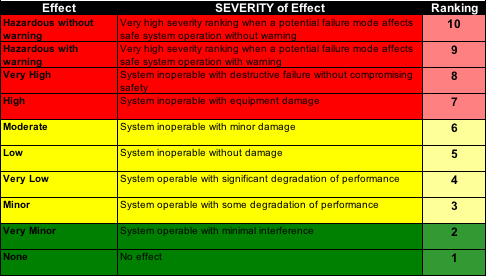 Effect SEVERITY of Effect Ranking
Hazardous without Very high severity ranking when a potential failure mode affects 10
warning safe system operation without warning
Hazardous with Very high severity ranking when a potential failure mode affects 9
warning safe system operation with warning
Very High System inoperable with destructive failure without compromising 8
safety
High System inoperable with equipment damage 7
Moderate System inoperable with minor damage 6
Low System inoperable without damage 5
Very Low System operable with significant degradation of performance 4
Minor System operable with some degradation of performance 3
Very Minor System operable with minimal interference 2
None No effect 1